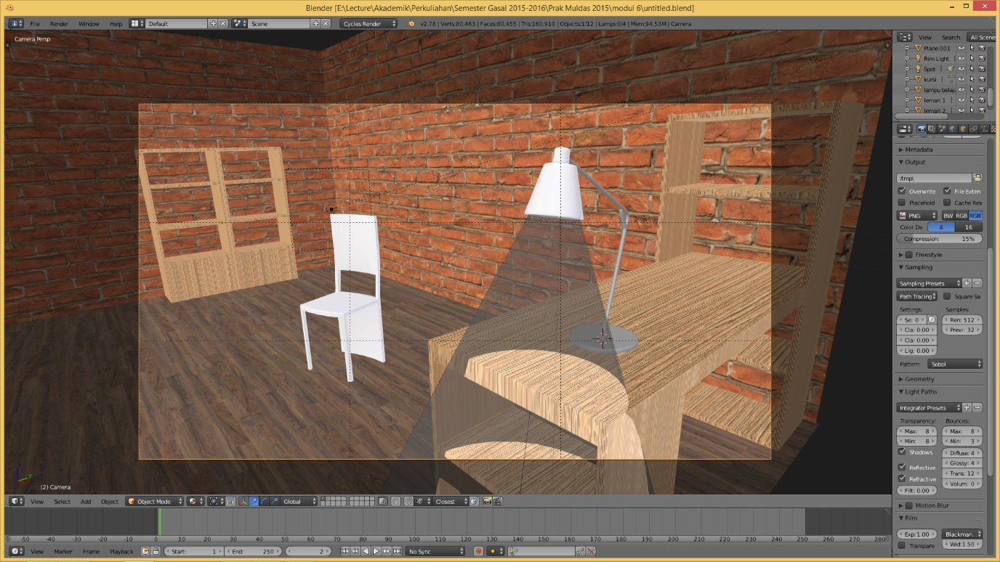 Blender [E:\Lecture\Akademik\Perkuliahan\Semester Gasal 2015-2016\Prak Muldas 2015\modul 6\untitled.blend]
File Render Window Help Default Scene Cycles Render v2.78 | Verts:80,463 | Faces:80,455 | Tris:160,910 | Objects:1/12 | Lamps:0/4 | Mem:94.53M | Camera
Camera Persp
View Search All Scene
Plane.001
Rim Light
Spot
kursi
lampu belaj
lemari 1
lemari 2
Metadata
Output
/tmp\
Overwrite File Exten
Placehold Cache Res
PNG BW RGB RGB
Color De 8 16
Compression: 15%
Freestyle
Sampling
Sampling Presets
Path Tracing Square Sa
Settings: Samples:
Se: 0 Ren: 512
Cla: 0.00 Previ: 32
Cla: 0.00
Lig: 0.00
Pattern: Sobol
Geometry
Light Paths
Integrator Presets
Transparency: Bounces:
Max: 8 Max: 8
Min: 8 Min: 3
Shadows Diffuse: 4
Reflective Glossy: 4
Refractive Trans: 12
Filt: 0.00 Volum: 0
Motion Blur
Film
Exp:1.00 Blackman...
Transpare Wid:1.50
(2) Camera
View Select Add Object Object Mode Global Closest
-50 -40 -30 -20 -10 0 10 20 30 40 50 60 70 80 90 100 110 120 130 140 150 160 170 180 190 200 210 220 230 240 250 260 270 280
View Marker Frame Playback Start: 1 End: 250 2 No Sync